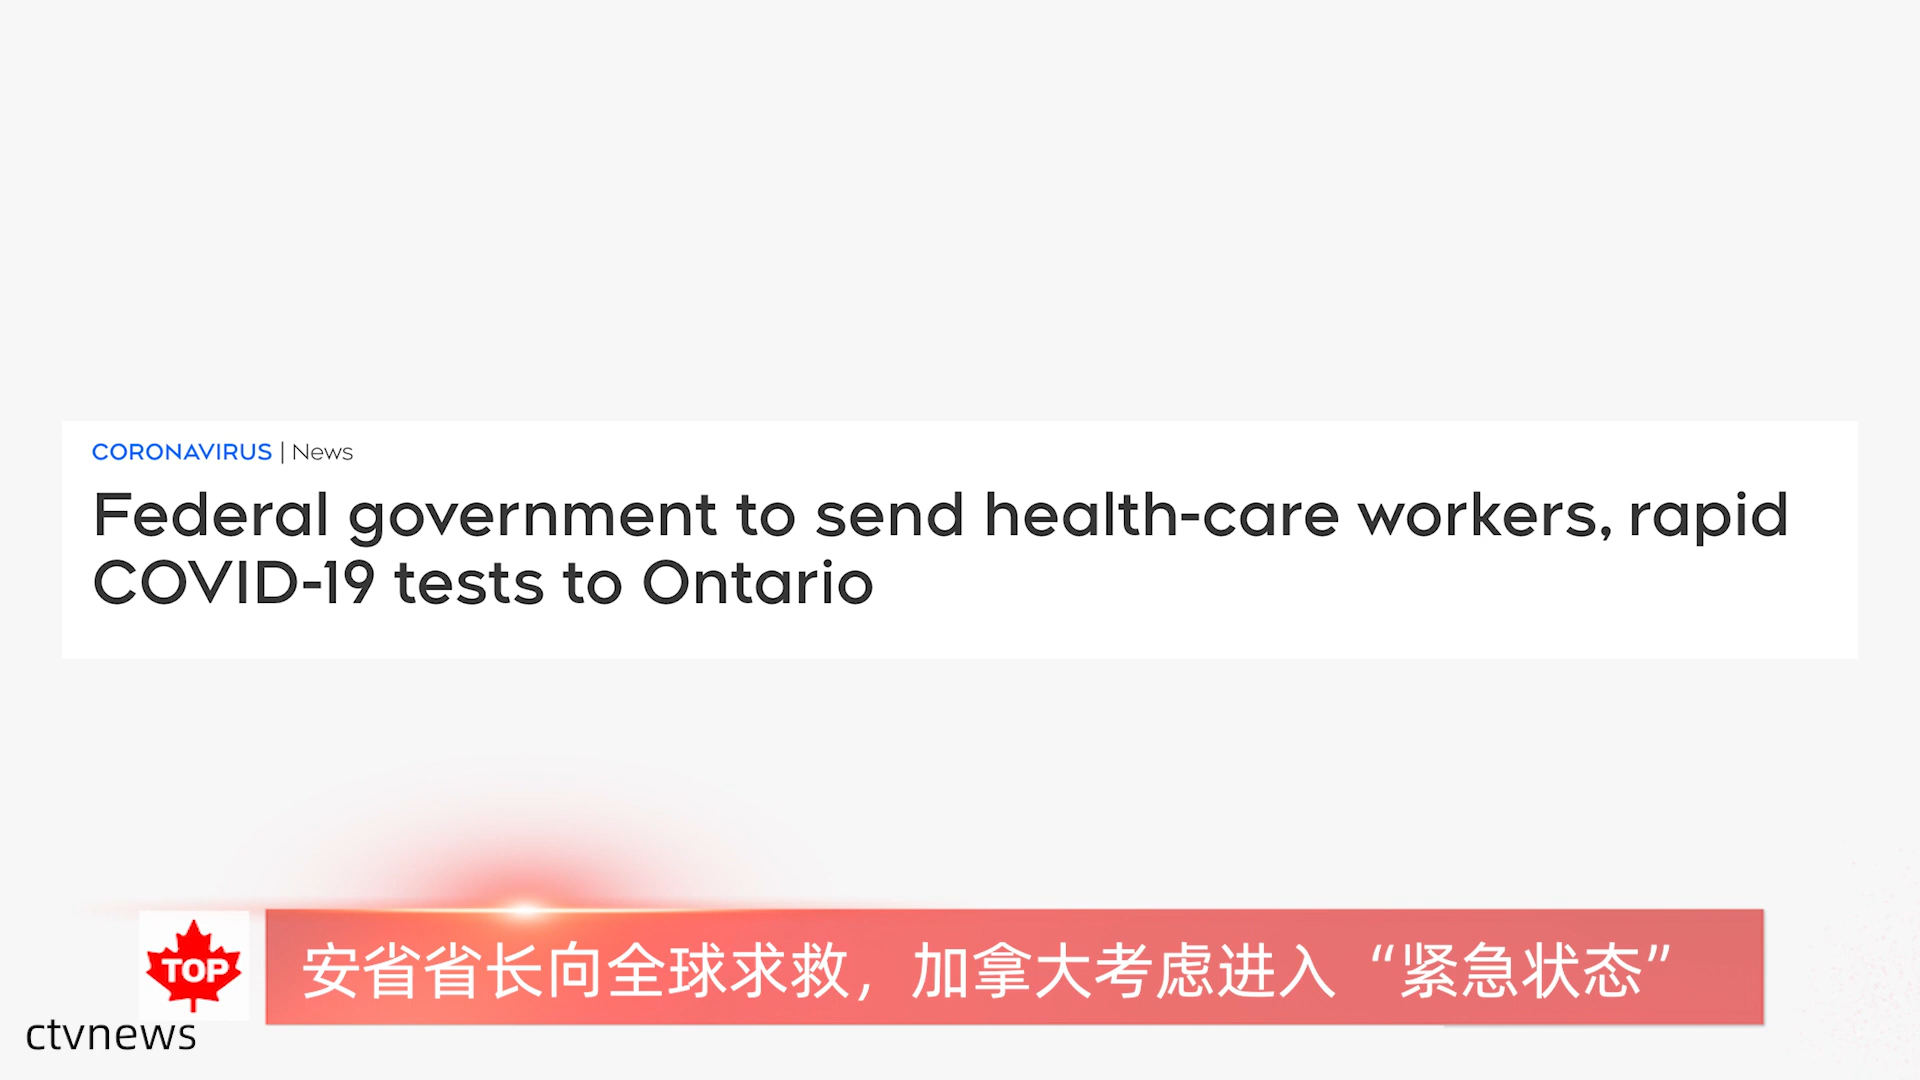 CORONAVIRUS | News
Federal government to send health-care workers, rapid
COVID-19 tests to Ontario
TOP
安省省长向全球求救，加拿大考虑进入“紧急状态”
ctvnews